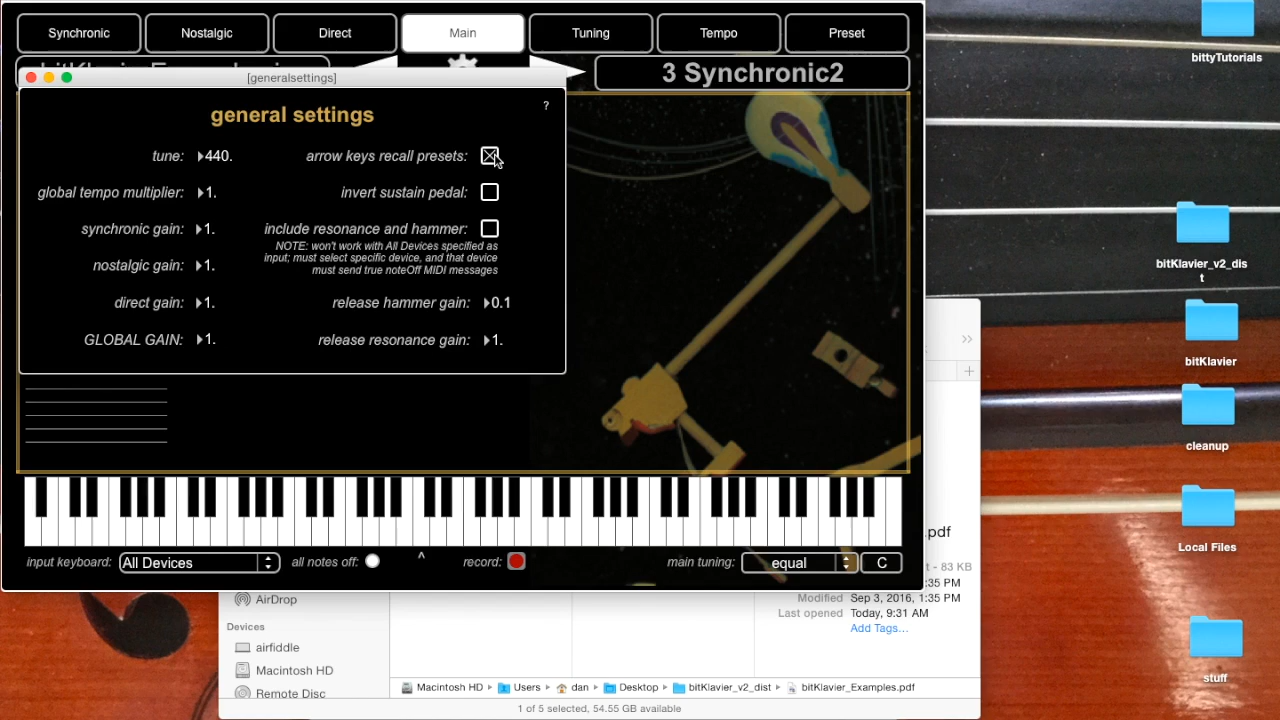 Synchronic
Nostalgic
Direct
Main
Tuning
Tempo
Preset
3 Synchronic2
[generalsettings]
general settings
?
tune:
440.
arrow keys recall presets:
global tempo multiplier:
1.
invert sustain pedal:
synchronic gain:
1.
include resonance and hammer:
NOTE: won't work with All Devices specified as
input; must select specific device, and that device
must send true noteOff MIDI messages
nostalgic gain:
1.
direct gain:
1.
release hammer gain:
0.1
GLOBAL GAIN:
1.
release resonance gain:
1.
input keyboard:
All Devices
all notes off:
^
record:
main tuning:
equal
C
bittyTutorials
bitKlavier_v2_dis
t
bitKlavier
cleanup
Local Files
stuff
.pdf
t - 83 KB
:35 PM
Modified Sep 3, 2016, 1:35 PM
Last opened Today, 9:31 AM
Add Tags…
AirDrop
Devices
airfiddle
Macintosh HD
Remote Disc
Macintosh HD
Users
dan
Desktop
bitKlavier_v2_dist
bitKlavier_Examples.pdf
1 of 5 selected, 54.55 GB available